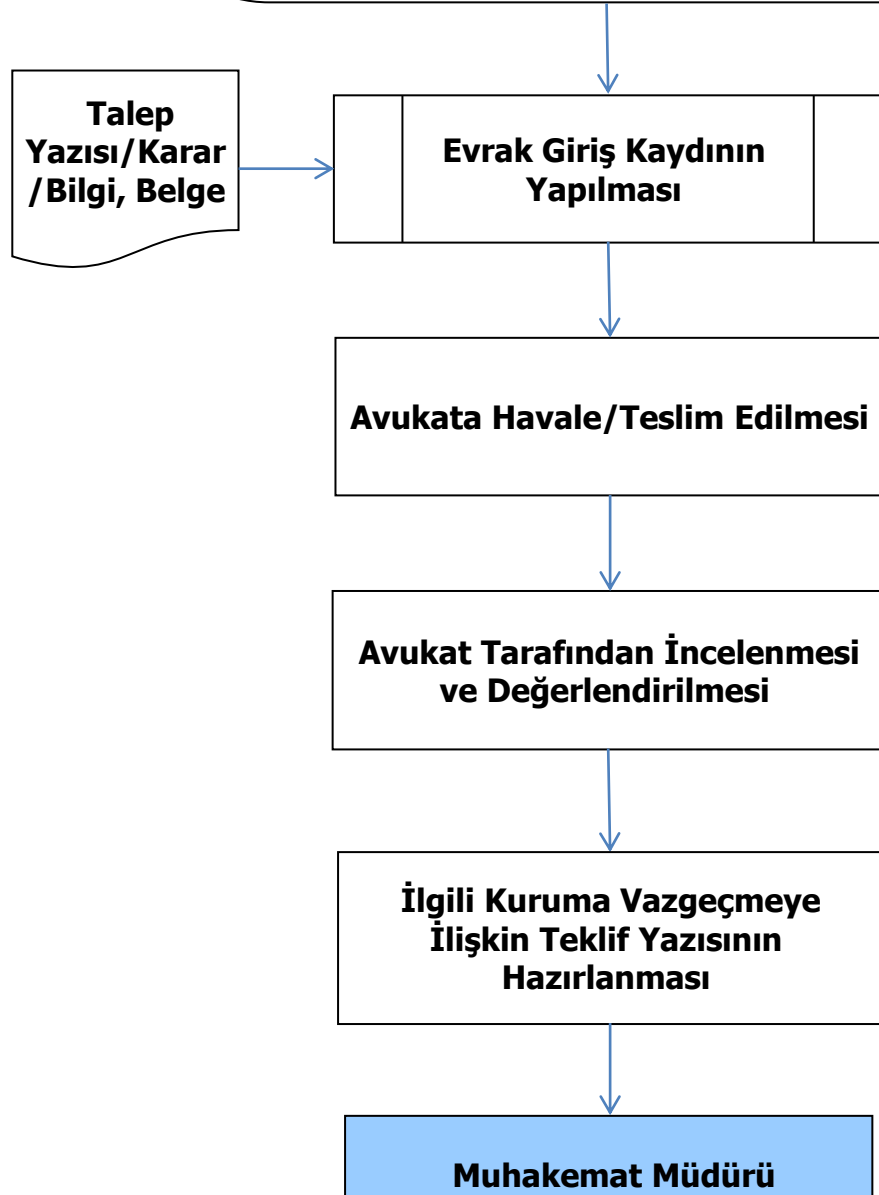 Talep
Yazısı/Karar
/Bilgi, Belge
Evrak Giriş Kaydının
Yapılması
Avukata Havale/Teslim Edilmesi
Avukat Tarafından İncelenmesi
ve Değerlendirilmesi
İlgili Kuruma Vazgeçmeye
İlişkin Teklif Yazısının
Hazırlanması
Muhakemat Müdürü